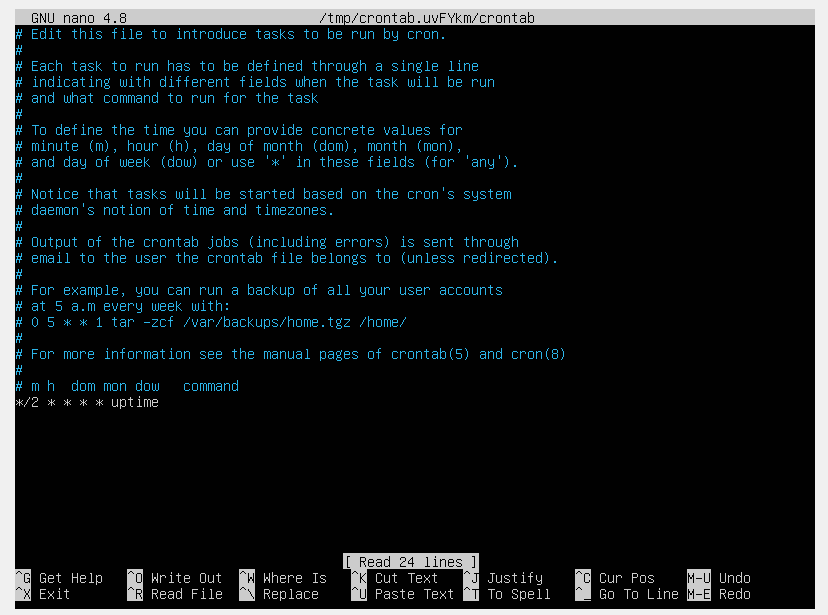 GNU nano 4.8 /tmp/crontab.uvFYkm/crontab
# Edit this file to introduce tasks to be run by cron.
#
# Each task to run has to be defined through a single line
# indicating with different fields when the task will be run
# and what command to run for the task
#
# To define the time you can provide concrete values for
# minute (m), hour (h), day of month (dom), month (mon),
# and day of week (dow) or use '*' in these fields (for 'any').
#
# Notice that tasks will be started based on the cron's system
# daemon's notion of time and timezones.
#
# Output of the crontab jobs (including errors) is sent through
# email to the user the crontab file belongs to (unless redirected).
#
# For example, you can run a backup of all your user accounts
# at 5 a.m every week with:
# 0 5 * * 1 tar -zcf /var/backups/home.tgz /home/
#
# For more information see the manual pages of crontab(5) and cron(8)
#
# m h  dom mon dow   command
*/2 * * * * uptime
[ Read 24 lines ]
^G Get Help ^O Write Out ^W Where Is ^K Cut Text ^J Justify ^C Cur Pos M-U Undo
^X Exit ^R Read File ^\ Replace ^U Paste Text ^T To Spell ^_ Go To Line M-E Redo